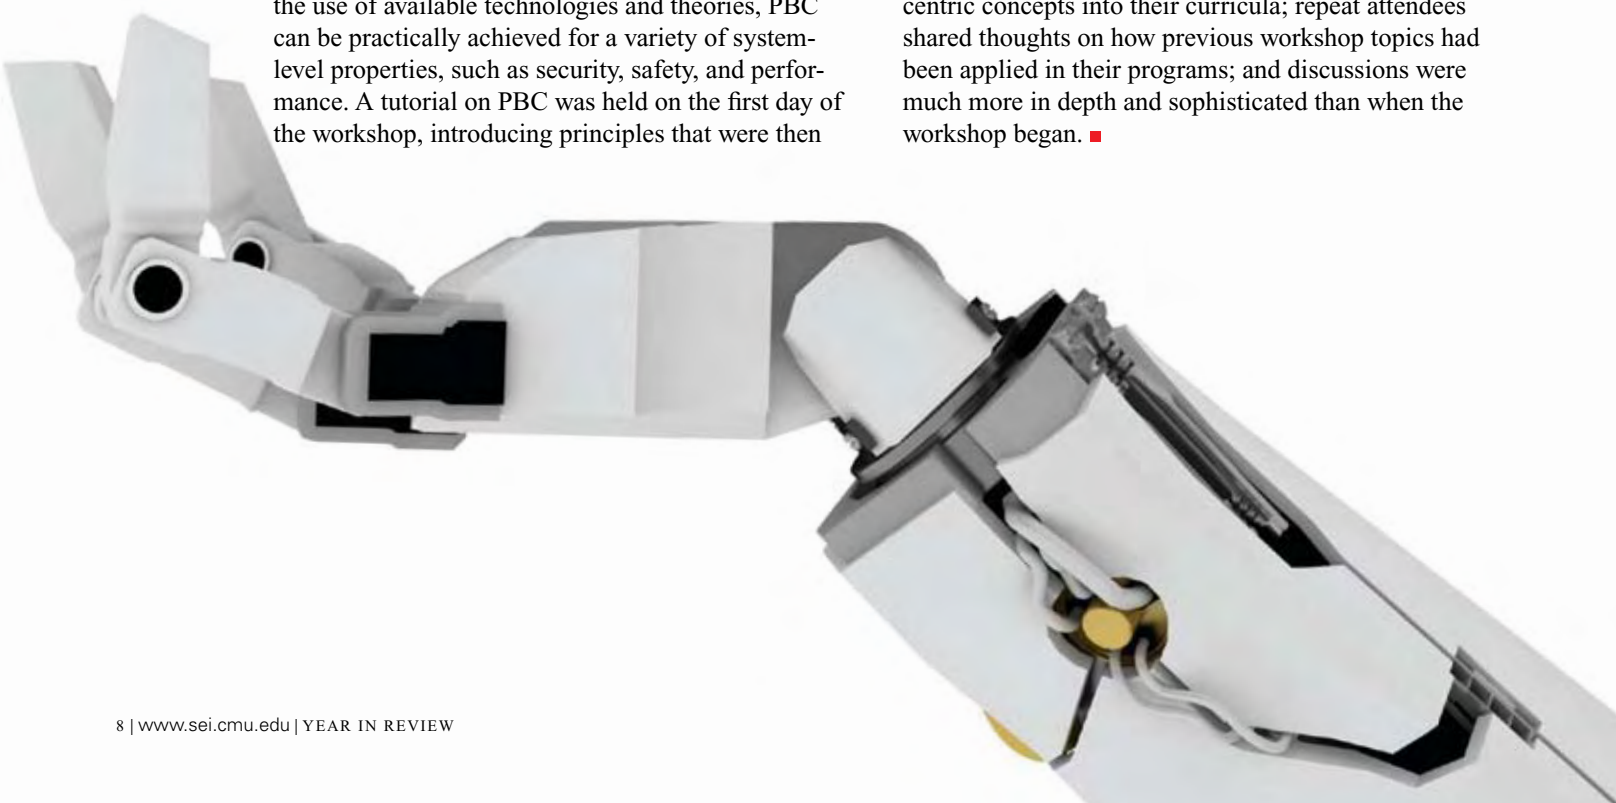 the use of available technologies and theories, PBC
can be practically achieved for a variety of system-
level properties, such as security, safety, and perfor-
mance. A tutorial on PBC was held on the first day of
the workshop, introducing principles that were then
centric concepts into their curricula; repeat attendees
shared thoughts on how previous workshop topics had
been applied in their programs; and discussions were
much more in depth and sophisticated than when the
workshop began.
8 | www.sei.cmu.edu | YEAR IN REVIEW